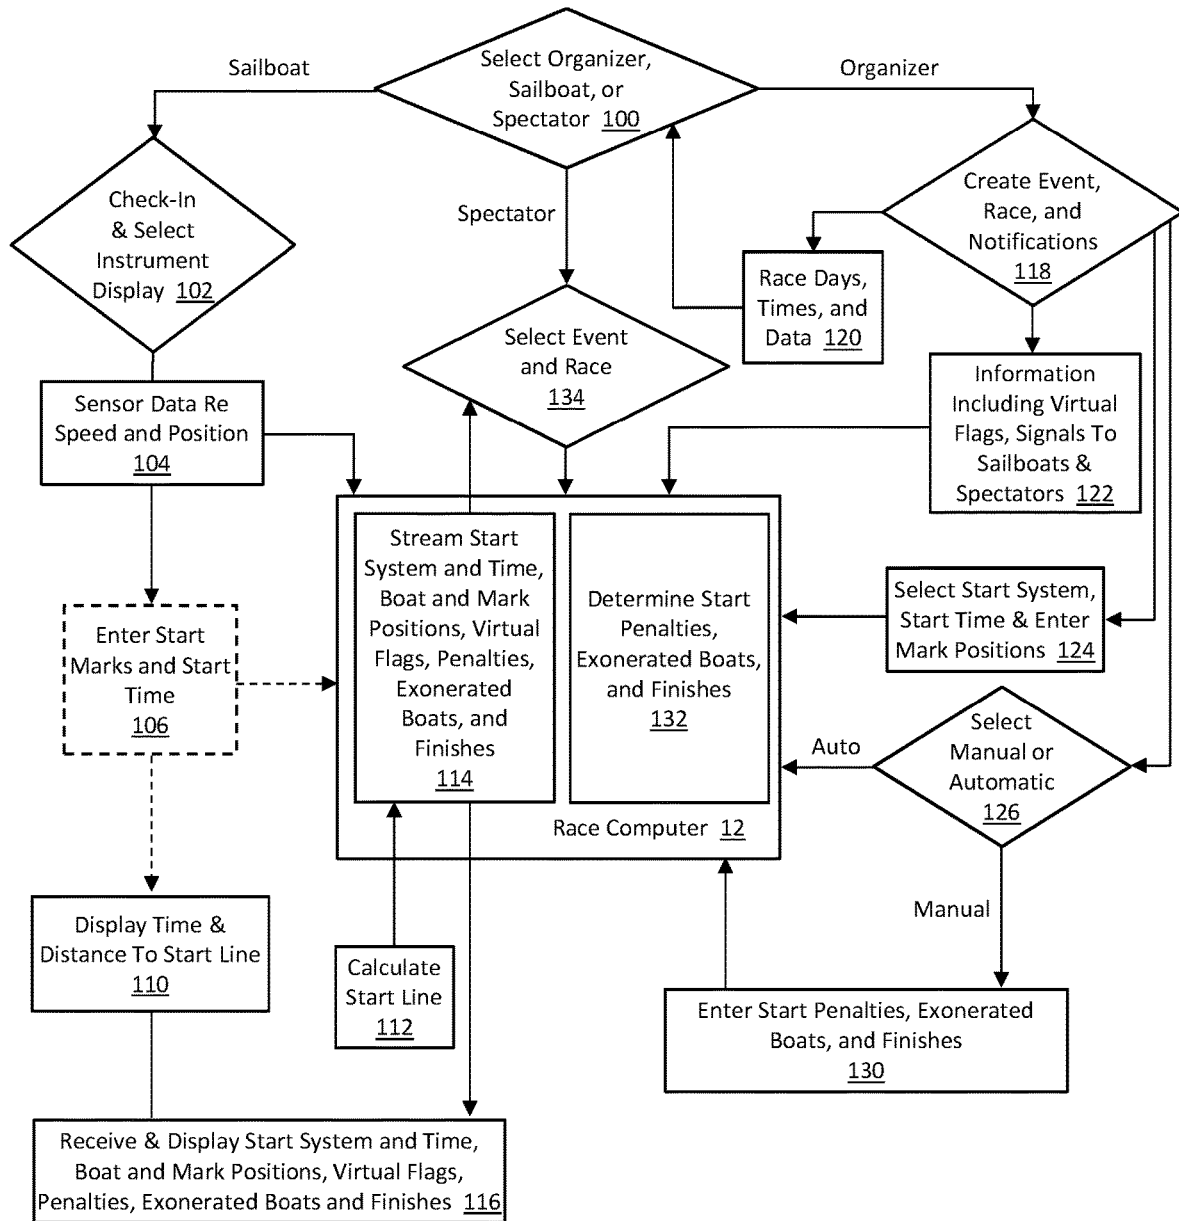 Select Organizer,
Sailboat, or
Spectator 100
Sailboat
Organizer
Spectator
Check-In
& Select
Instrument
Display 102
Create Event,
Race, and
Notifications
118
Race Days,
Times, and
Data 120
Select Event
and Race
134
Information
Including Virtual
Flags, Signals To
Sailboats &
Spectators 122
Sensor Data Re
Speed and Position
104
Stream Start
System and Time,
Boat and Mark
Positions, Virtual
Flags, Penalties,
Exonerated
Boats, and
Finishes
114
Determine Start
Penalties,
Exonerated Boats,
and Finishes
132
Race Computer 12
Select Start System,
Start Time & Enter
Mark Positions 124
Enter Start
Marks and Start
Time
106
Select
Manual or
Automatic
126
Auto
Manual
Display Time &
Distance To Start Line
110
Calculate
Start Line
112
Enter Start Penalties, Exonerated
Boats, and Finishes
130
Receive & Display Start System and Time,
Boat and Mark Positions, Virtual Flags,
Penalties, Exonerated Boats and Finishes 116